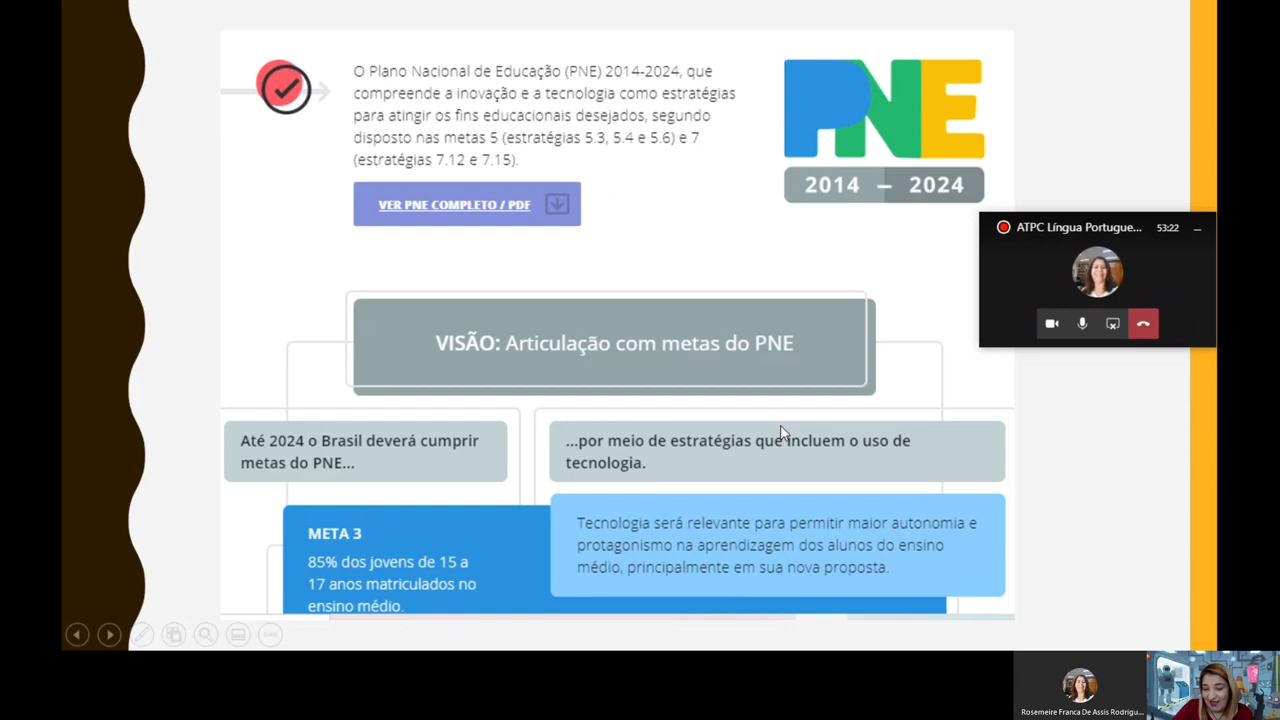 O Plano Nacional de Educação (PNE) 2014-2024, que
compreende a inovação e a tecnologia como estratégias
para atingir os fins educacionais desejados, segundo
disposto nas metas 5 (estratégias 5.3, 5.4 e 5.6) e 7
(estratégias 7.12 e 7.15).
VER PNE COMPLETO / PDF
PNE
2014 – 2024
ATPC Língua Portugue... 53:22
VISÃO: Articulação com metas do PNE
Até 2024 o Brasil deverá cumprir
metas do PNE...
...por meio de estratégias que incluem o uso de
tecnologia.
META 3
85% dos jovens de 15 a
17 anos matriculados no
ensino médio.
Tecnologia será relevante para permitir maior autonomia e
protagonismo na aprendizagem dos alunos do ensino
médio, principalmente em sua nova proposta.
Rosemeire Franca De Assis Rodrigu...